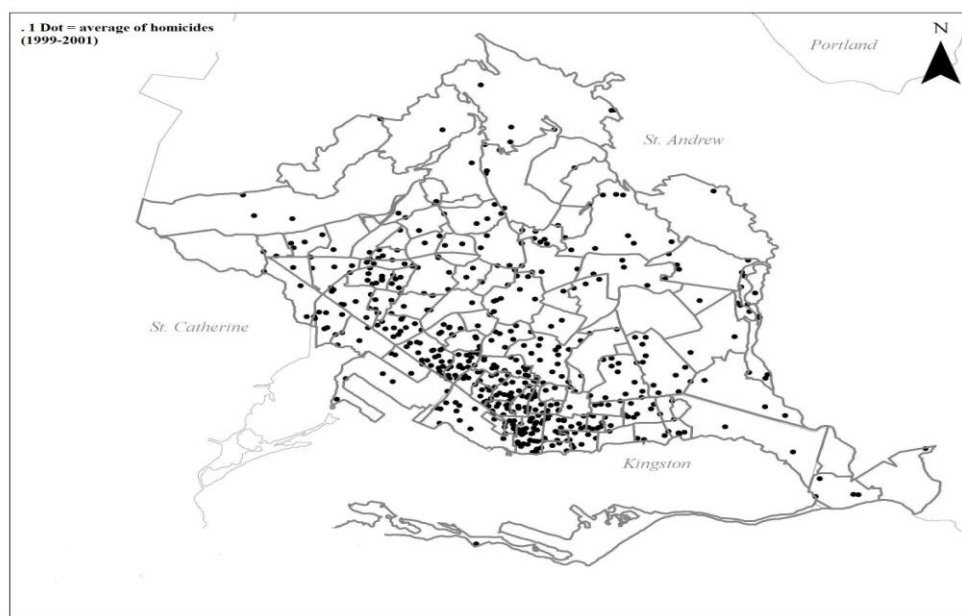 . 1 Dot = average of homicides
(1999-2001)
N
Portland
St. Andrew
St. Catherine
Kingston